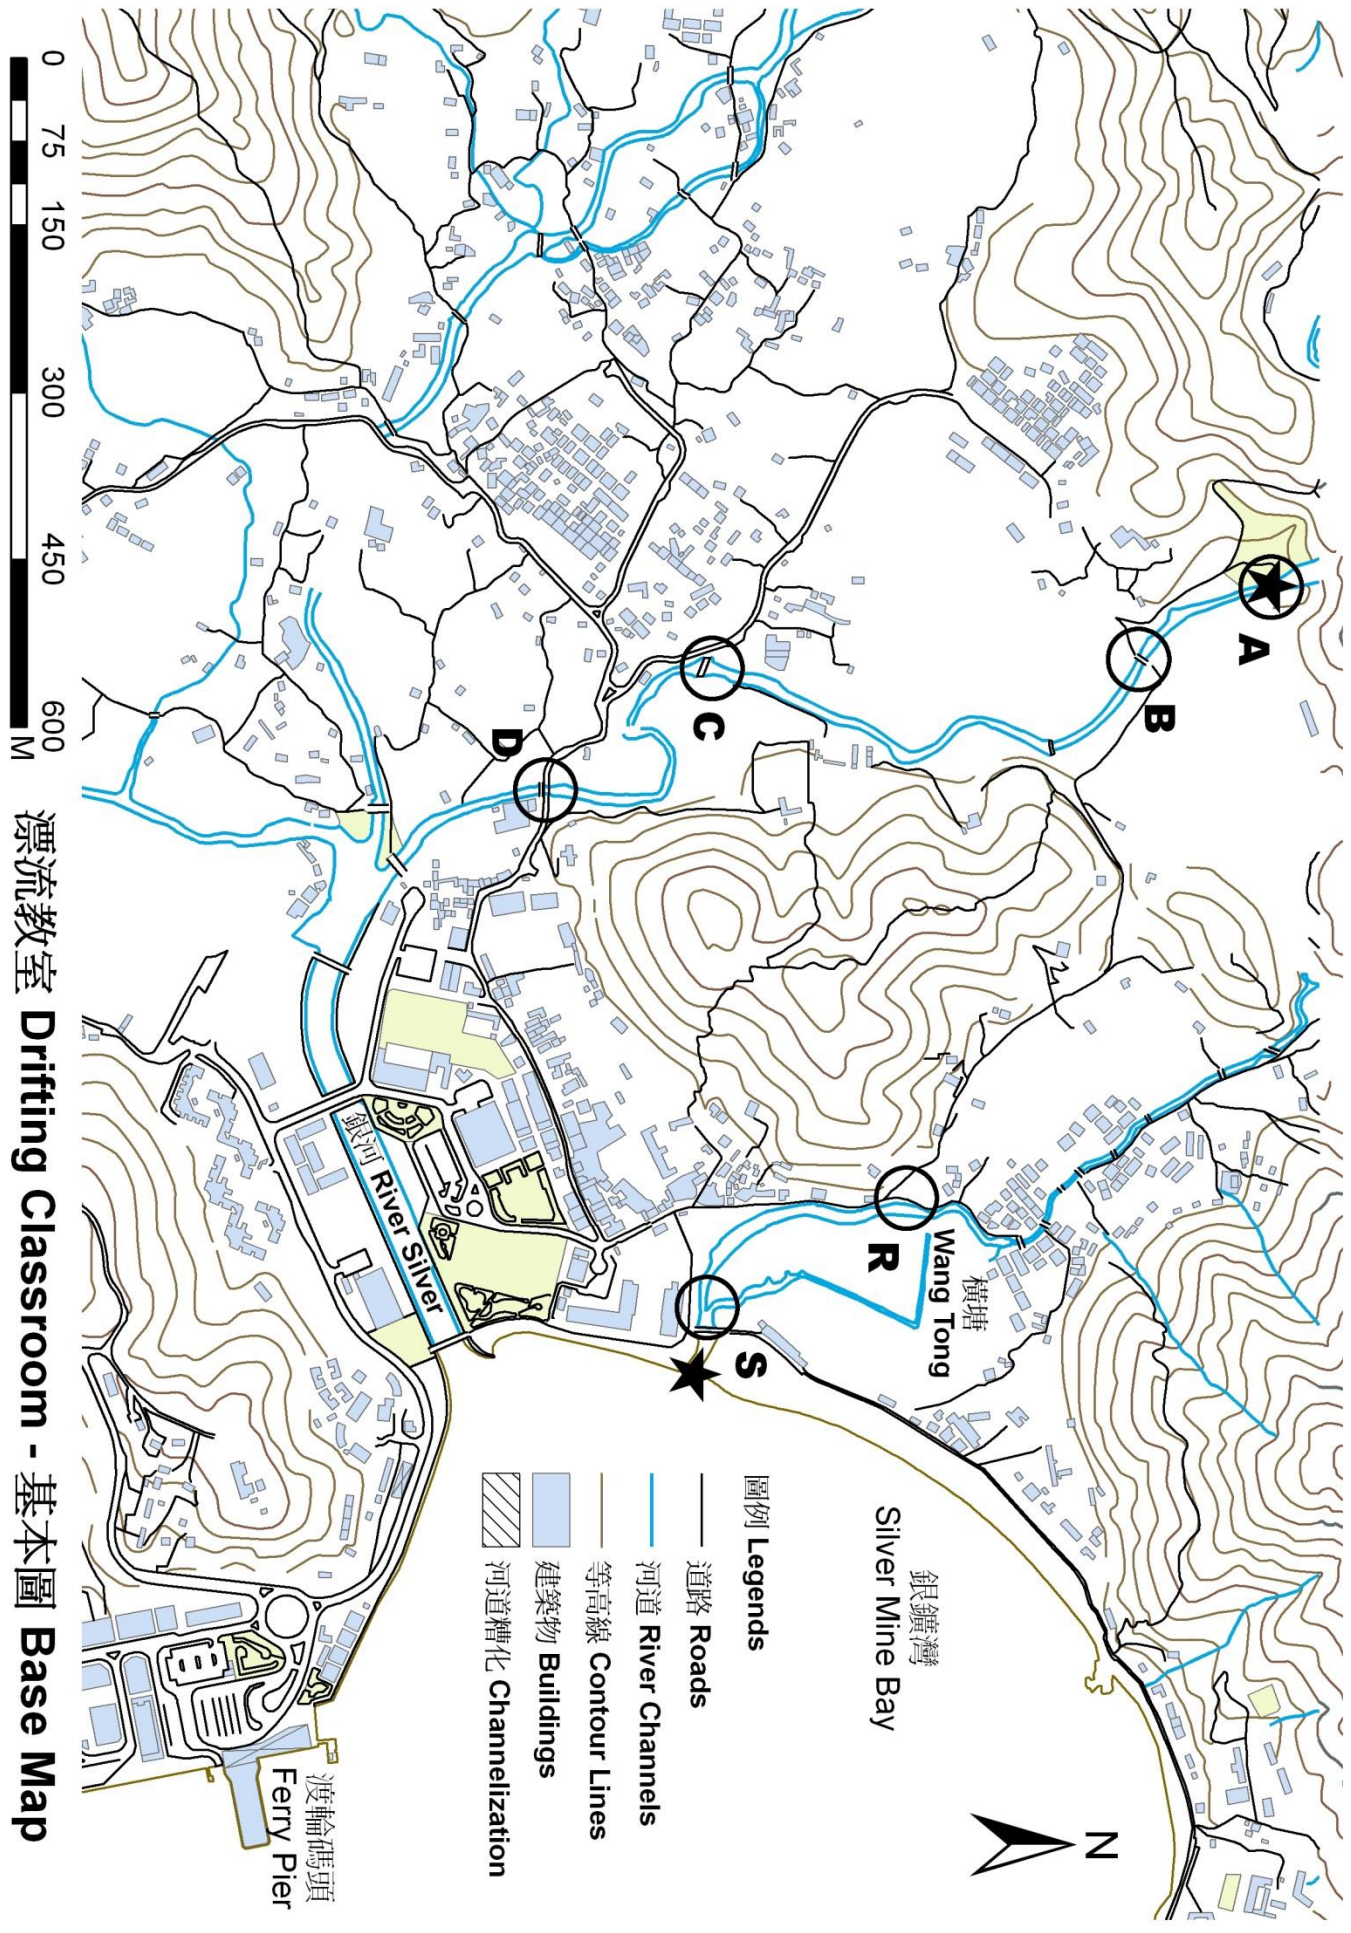 漂流教室 Drifting Classroom - 基本圖 Base Map
0 75 150 300 450 600
M
A
B
C
D
R
S
N
銀河 River Silver
橫塘
Wang Tong
銀鑛灣
Silver Mine Bay
圖例 Legends
道路 Roads
河道 River Channels
等高線 Contour Lines
建築物 Buildings
河道糟化 Channelization
渡輪碼頭
Ferry Pier